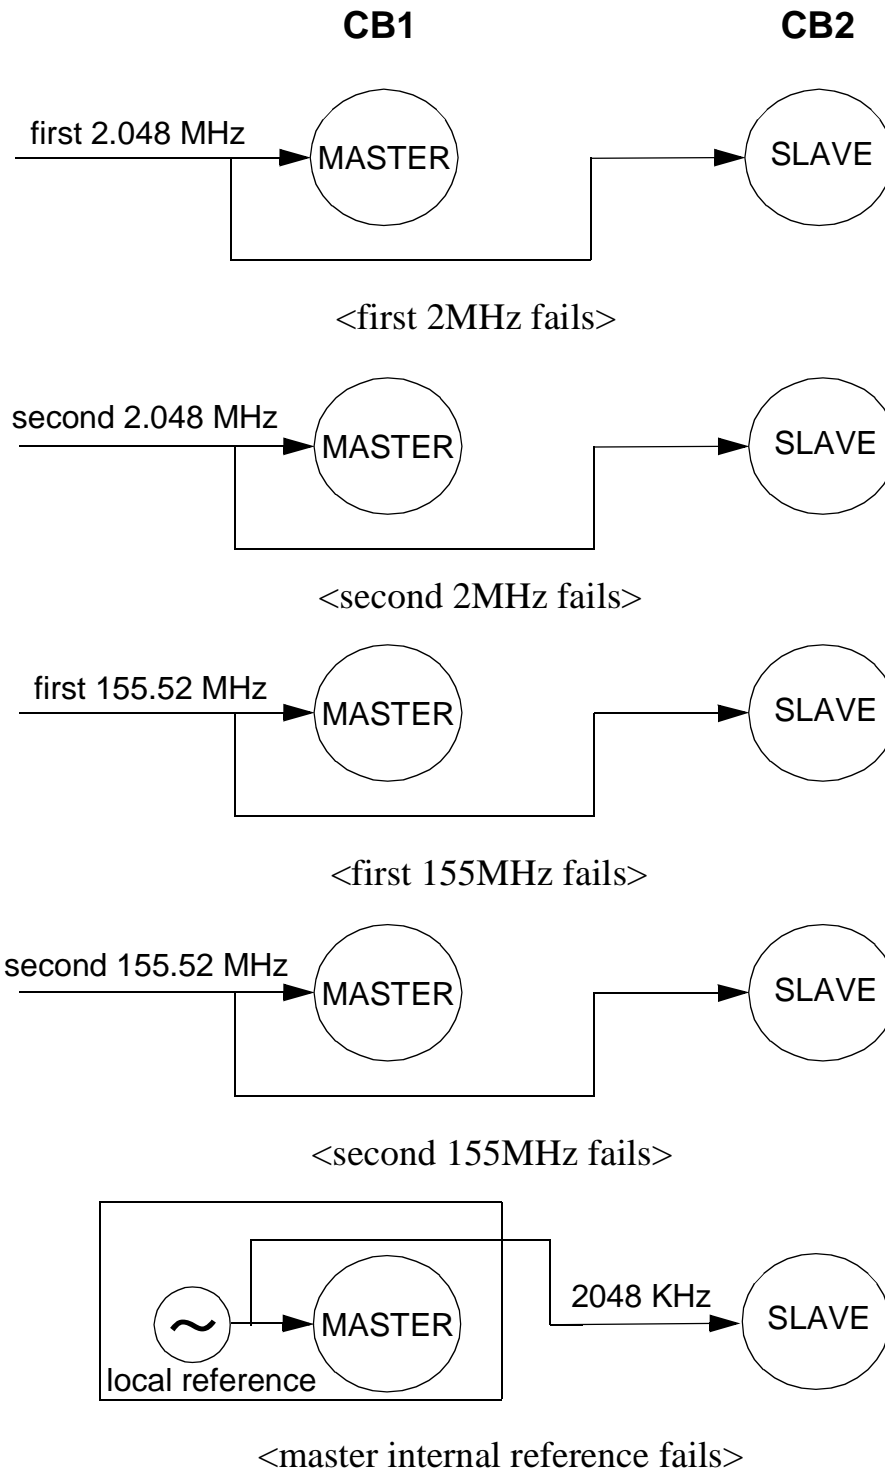 CB1 CB2
first 2.048 MHz MASTER SLAVE
<first 2MHz fails>
second 2.048 MHz MASTER SLAVE
<second 2MHz fails>
first 155.52 MHz MASTER SLAVE
<first 155MHz fails>
second 155.52 MHz MASTER SLAVE
<second 155MHz fails>
~ MASTER 2048 KHz SLAVE
local reference
<master internal reference fails>